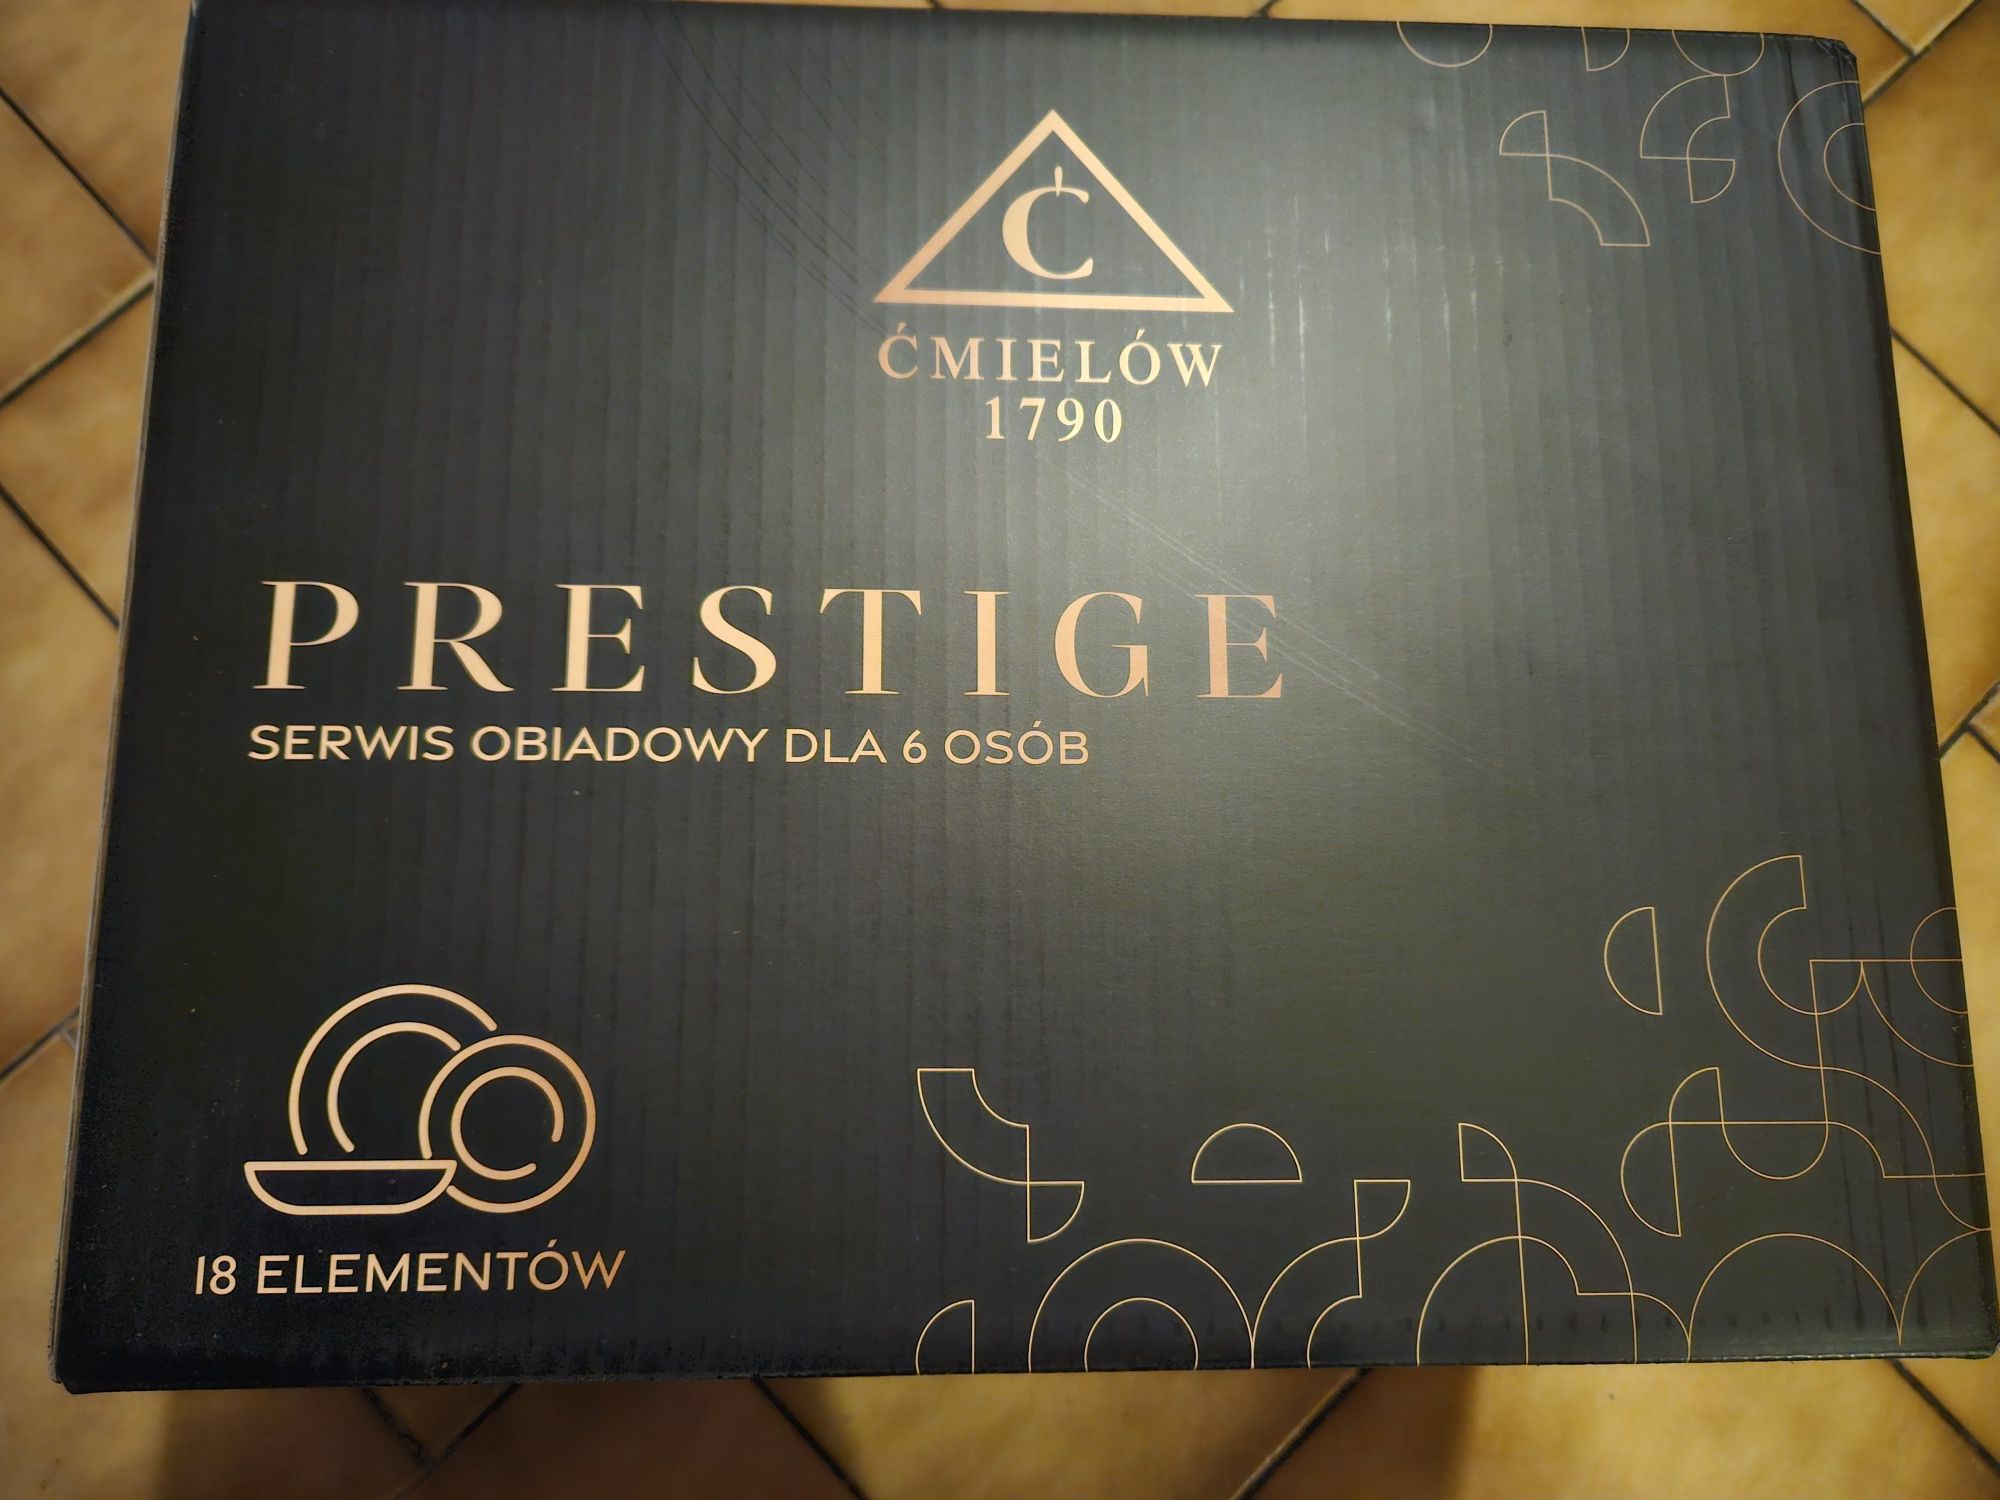 Ć
ĆMIELÓW
1790
PRESTIGE
SERWIS OBIADOWY DLA 6 OSÓB
18 ELEMENTÓW